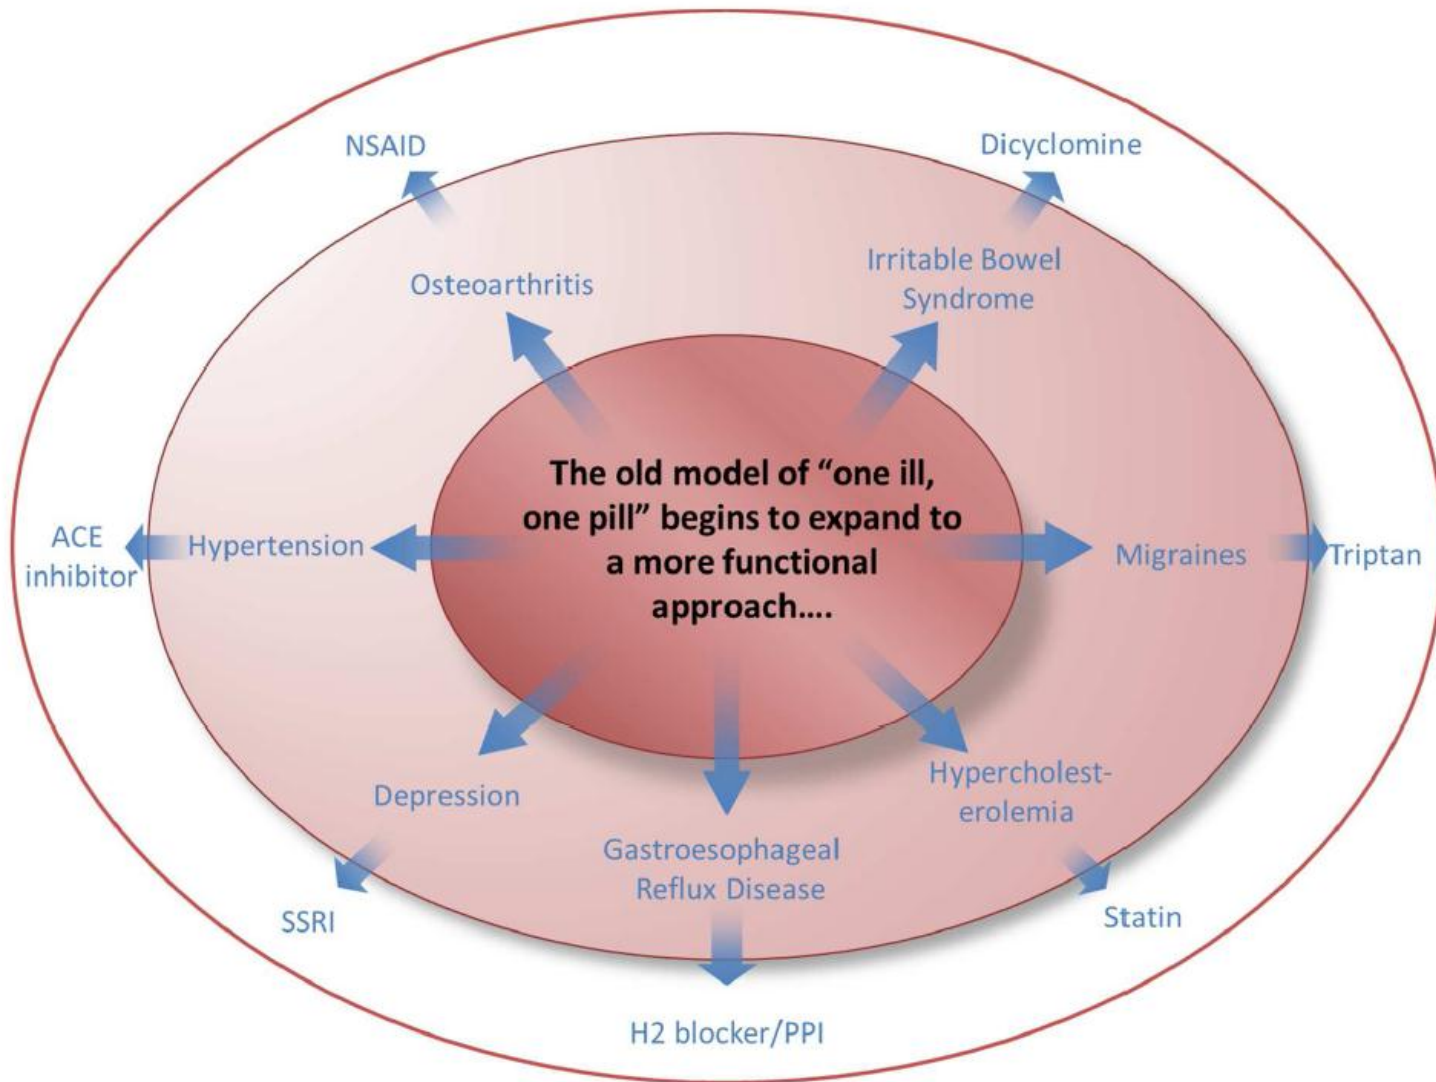 NSAID
Dicyclomine
Osteoarthritis
Irritable Bowel
Syndrome
The old model of “one ill,
one pill” begins to expand to
a more functional
approach....
ACE
inhibitor
Hypertension
Migraines
Triptan
Depression
Gastroesophageal
Reflux Disease
Hypercholest-
erolemia
SSRI
Statin
H2 blocker/PPI